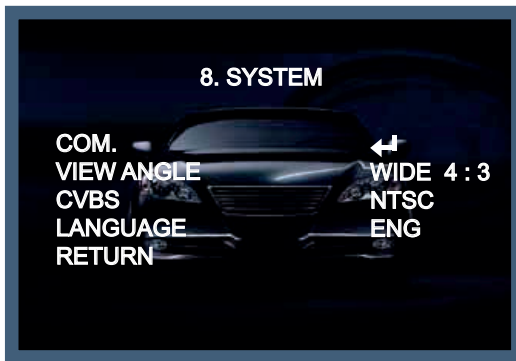 8. SYSTEM
COM. ↵
VIEW ANGLE WIDE 4 : 3
CVBS NTSC
LANGUAGE ENG
RETURN